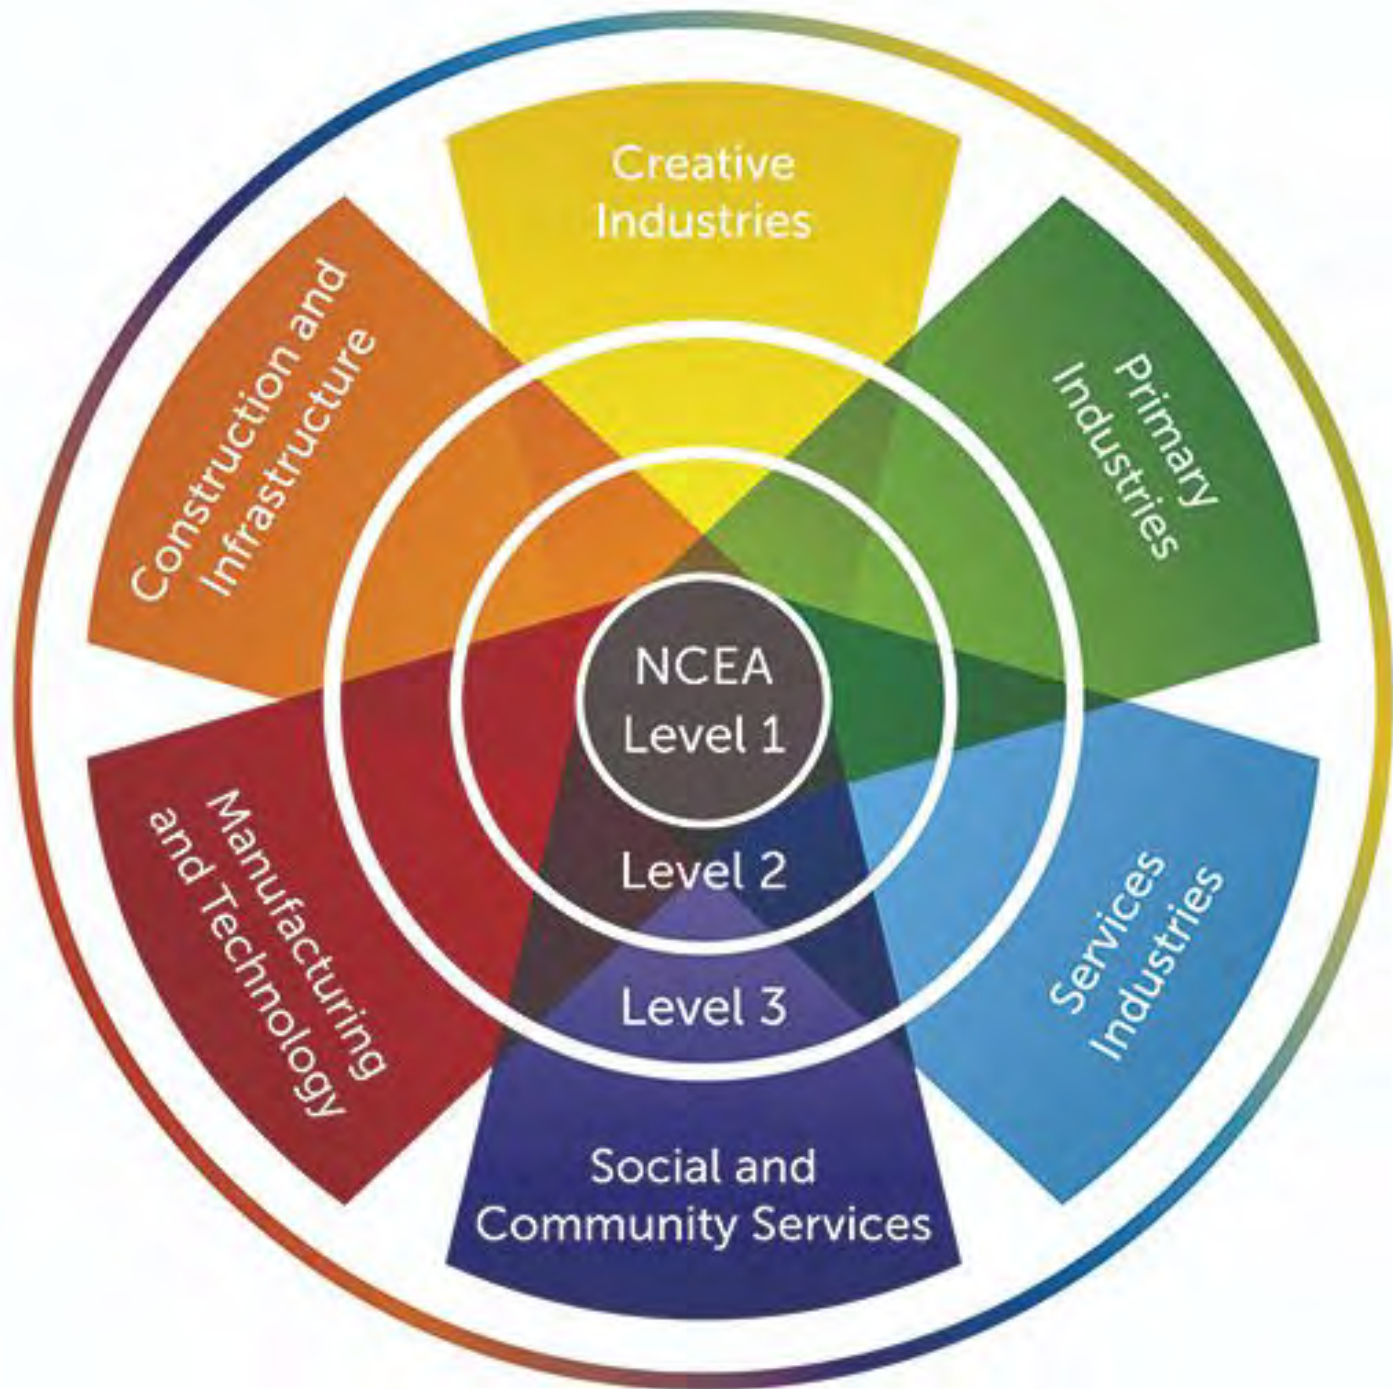 Creative
Industries
Primary
Industries
Services
Industries
Social and
Community Services
Manufacturing
and Technology
Construction and
Infrastructure
NCEA
Level 1
Level 2
Level 3